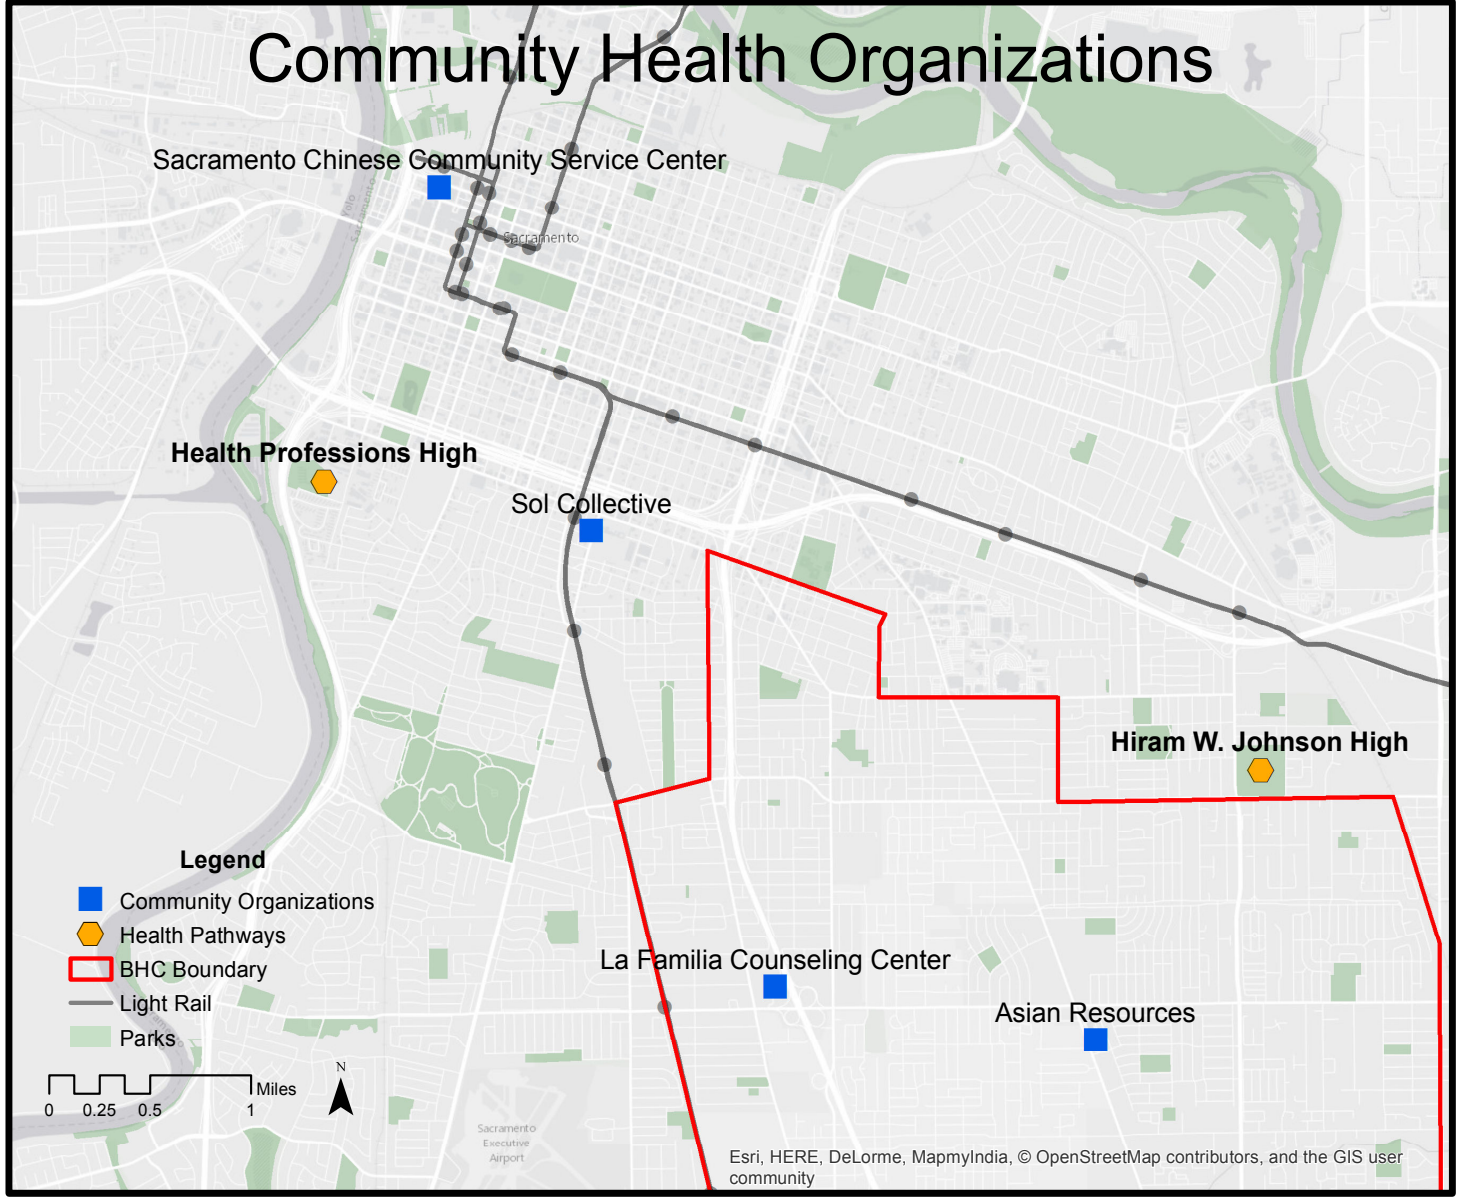 Community Health Organizations
Sacramento Chinese Community Service Center
Yolo
Sacramento
Sacramento
Health Professions High
Sol Collective
Hiram W. Johnson High
Legend
Community Organizations
Health Pathways
BHC Boundary
Light Rail
Parks
La Familia Counseling Center
Asian Resources
Miles
0 0.25 0.5 1
N
Sacramento
Executive
Airport
Esri, HERE, DeLorme, MapmyIndia, © OpenStreetMap contributors, and the GIS user
community